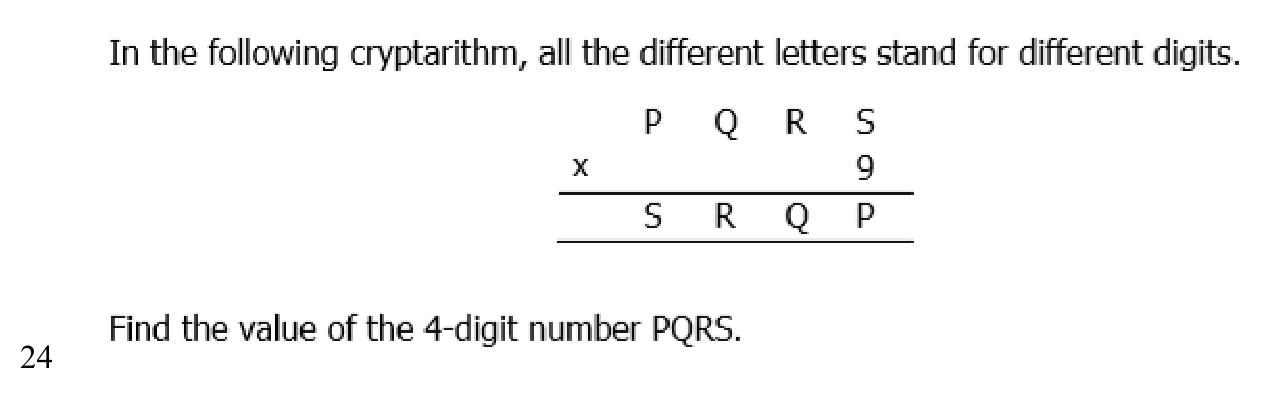 In the following cryptarithm, all the different letters stand for different digits.
P Q R S
x 9
S R Q P
Find the value of the 4-digit number PQRS.
24